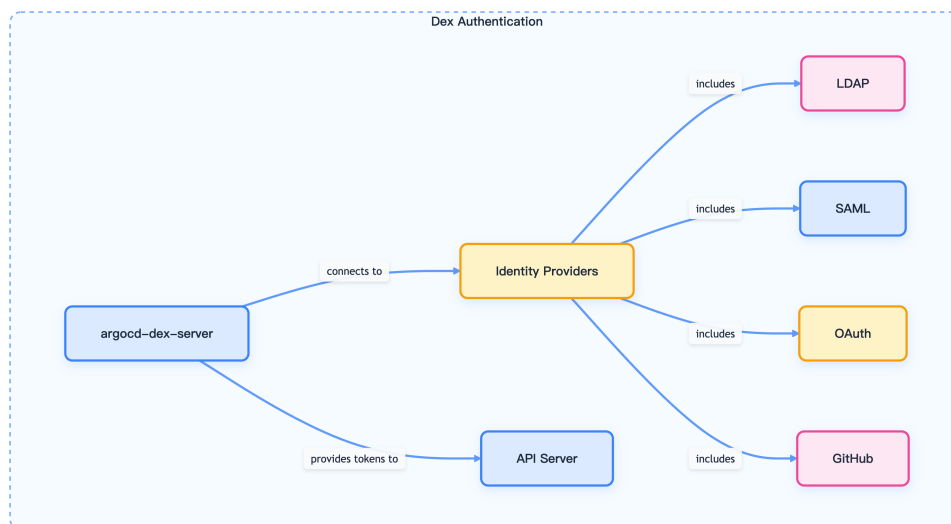 Dex Authentication
includes
LDAP
includes
SAML
connects to
Identity Providers
argocd-dex-server
includes
OAuth
provides tokens to
API Server
includes
GitHub